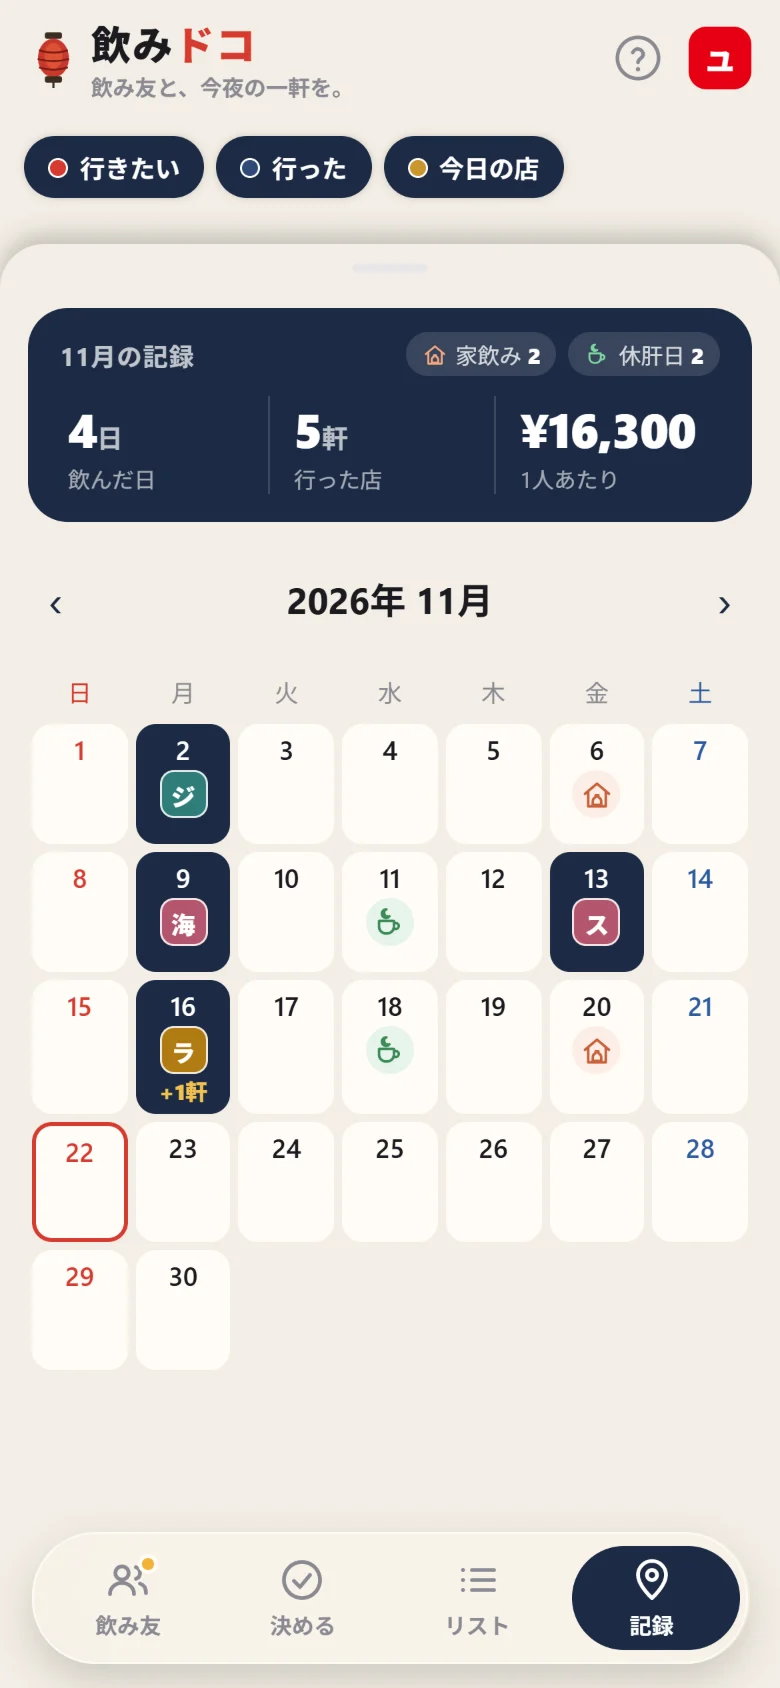 飲みドコ
飲み友と、今夜の一軒を。
?
ユ
行きたい 行った 今日の店
11月の記録 家飲み 2 休肝日 2
4日 5軒 ¥16,300
飲んだ日 行った店 1人あたり
‹ 2026年 11月 ›
日 月 火 水 木 金 土
1 2 3 4 5 6 7
ジ
8 9 10 11 12 13 14
海 ス
15 16 17 18 19 20 21
ラ
+1軒
22 23 24 25 26 27 28
29 30
飲み友 決める リスト 記録